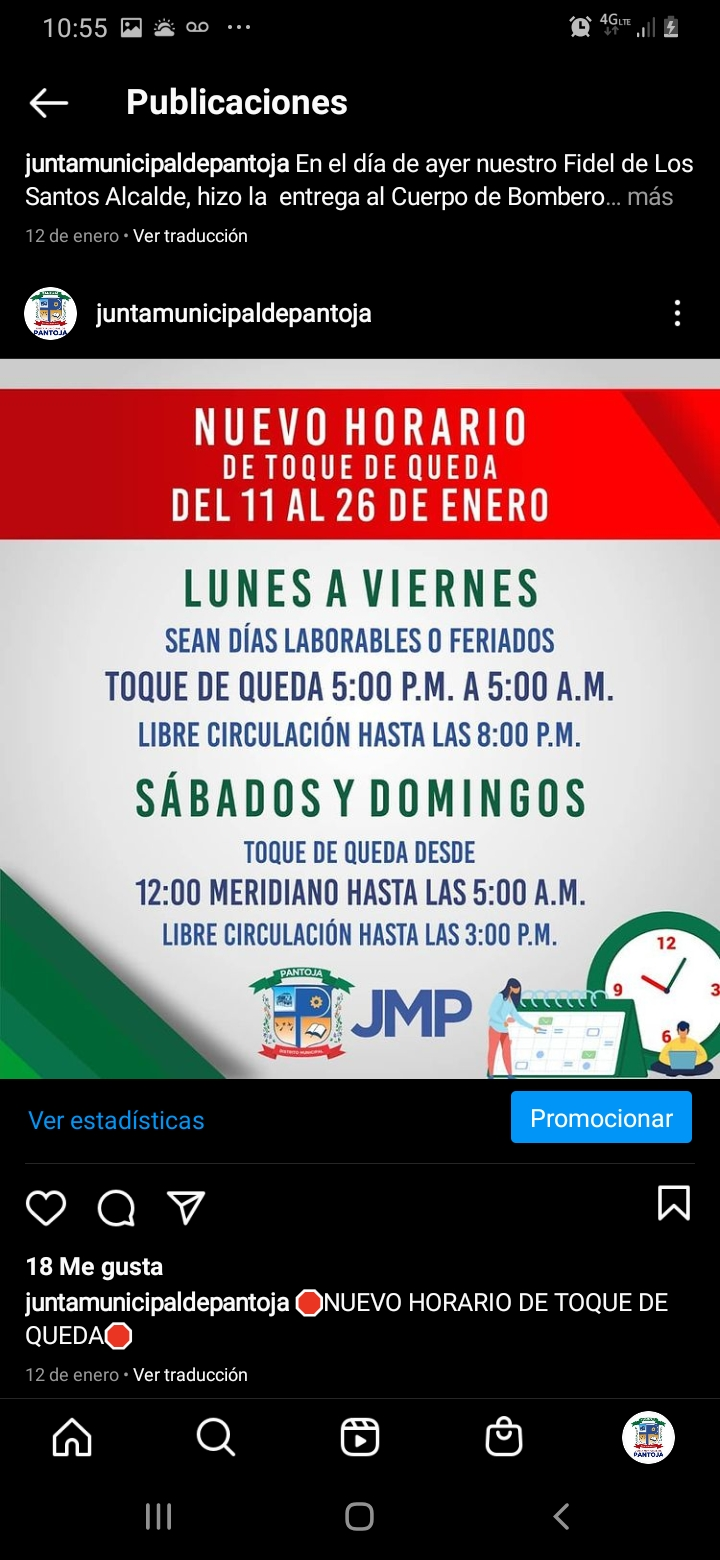 10:55
4G LTE
Publicaciones
juntamunicipaldepantoja En el día de ayer nuestro Fidel de Los
Santos Alcalde, hizo la entrega al Cuerpo de Bombero... más
12 de enero • Ver traducción
PANTOJA
juntamunicipaldepantoja
NUEVO HORARIO
DE TOQUE DE QUEDA
DEL 11 AL 26 DE ENERO
LUNES A VIERNES
SEAN DÍAS LABORABLES O FERIADOS
TOQUE DE QUEDA 5:00 P.M. A 5:00 A.M.
LIBRE CIRCULACIÓN HASTA LAS 8:00 P.M.
SÁBADOS Y DOMINGOS
TOQUE DE QUEDA DESDE
12:00 MERIDIANO HASTA LAS 5:00 A.M.
LIBRE CIRCULACIÓN HASTA LAS 3:00 P.M.
12
9
3
6
PANTOJA
P
DISTRITO MUNICIPAL
JMP
Ver estadísticas
Promocionar
18 Me gusta
juntamunicipaldepantoja 🛑NUEVO HORARIO DE TOQUE DE
QUEDA🛑
12 de enero • Ver traducción
PANTOJA